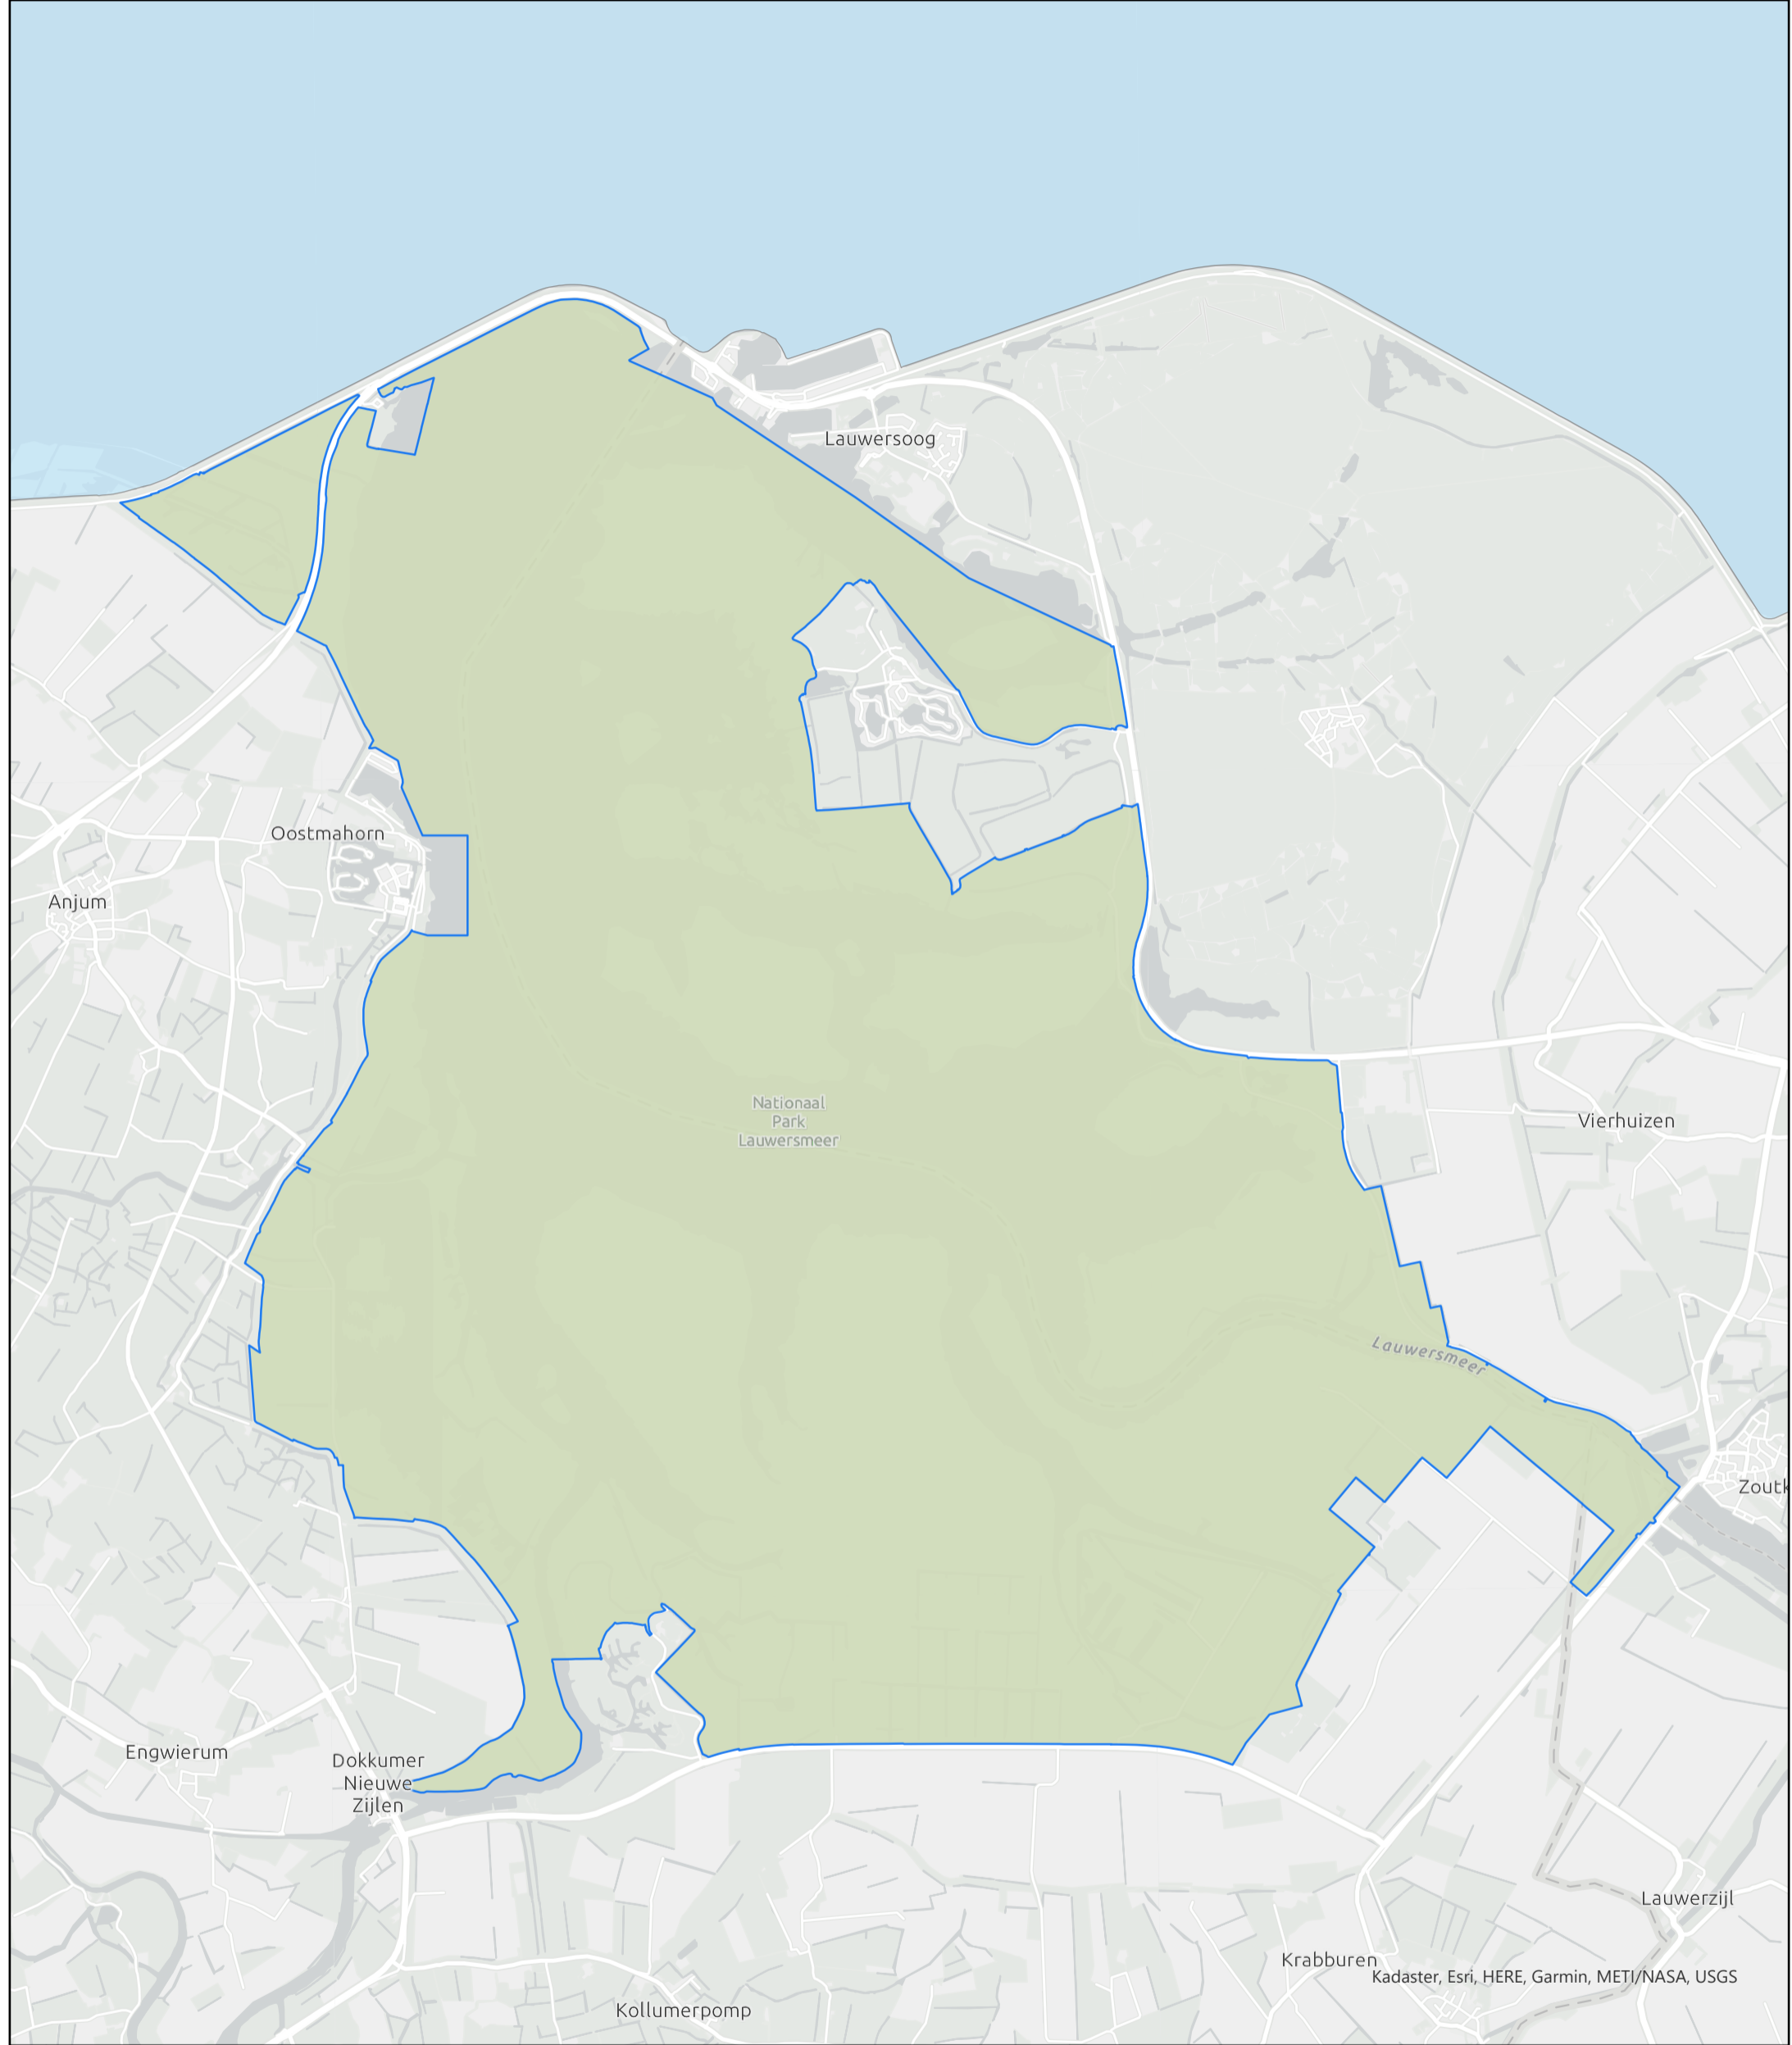 Lauwersoog
Oostmahorn
Anjum
Nationaal
Park
Lauwersmeer
Vierhuizen
Lauwersmeer
Zoutk
Engwierum
Dokkumer
Nieuwe
Zijlen
Lauwerzijl
Krabburen
Kadaster, Esri, HERE, Garmin, METI/NASA, USGS
Kollumerpomp